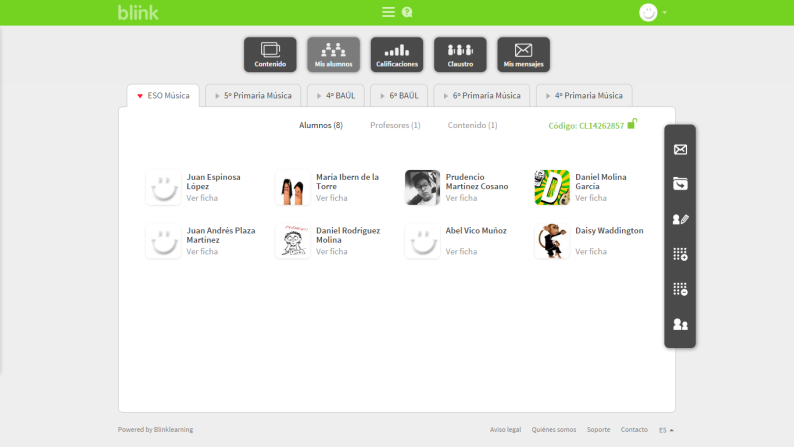 blink
Contenido
Mis alumnos
Calificaciones
Claustro
Mis mensajes
ESO Música
5º Primaria Música
4º BAÚL
6º BAÚL
6º Primaria Música
4º Primaria Música
Alumnos (8)
Profesores (1)
Contenido (1)
Código: CL14262857
Juan Espinosa
López
Ver ficha
Maria Ibern de la
Torre
Ver ficha
Prudencio
Martinez Cosano
Ver ficha
Daniel Molina
García
Ver ficha
Juan Andrés Plaza
Martínez
Ver ficha
Daniel Rodriguez
Molina
Ver ficha
Abel Vico Muñoz
Ver ficha
Daisy Waddington
Ver ficha
Powered by Blinklearning
Aviso legal
Quiénes somos
Soporte
Contacto
ES